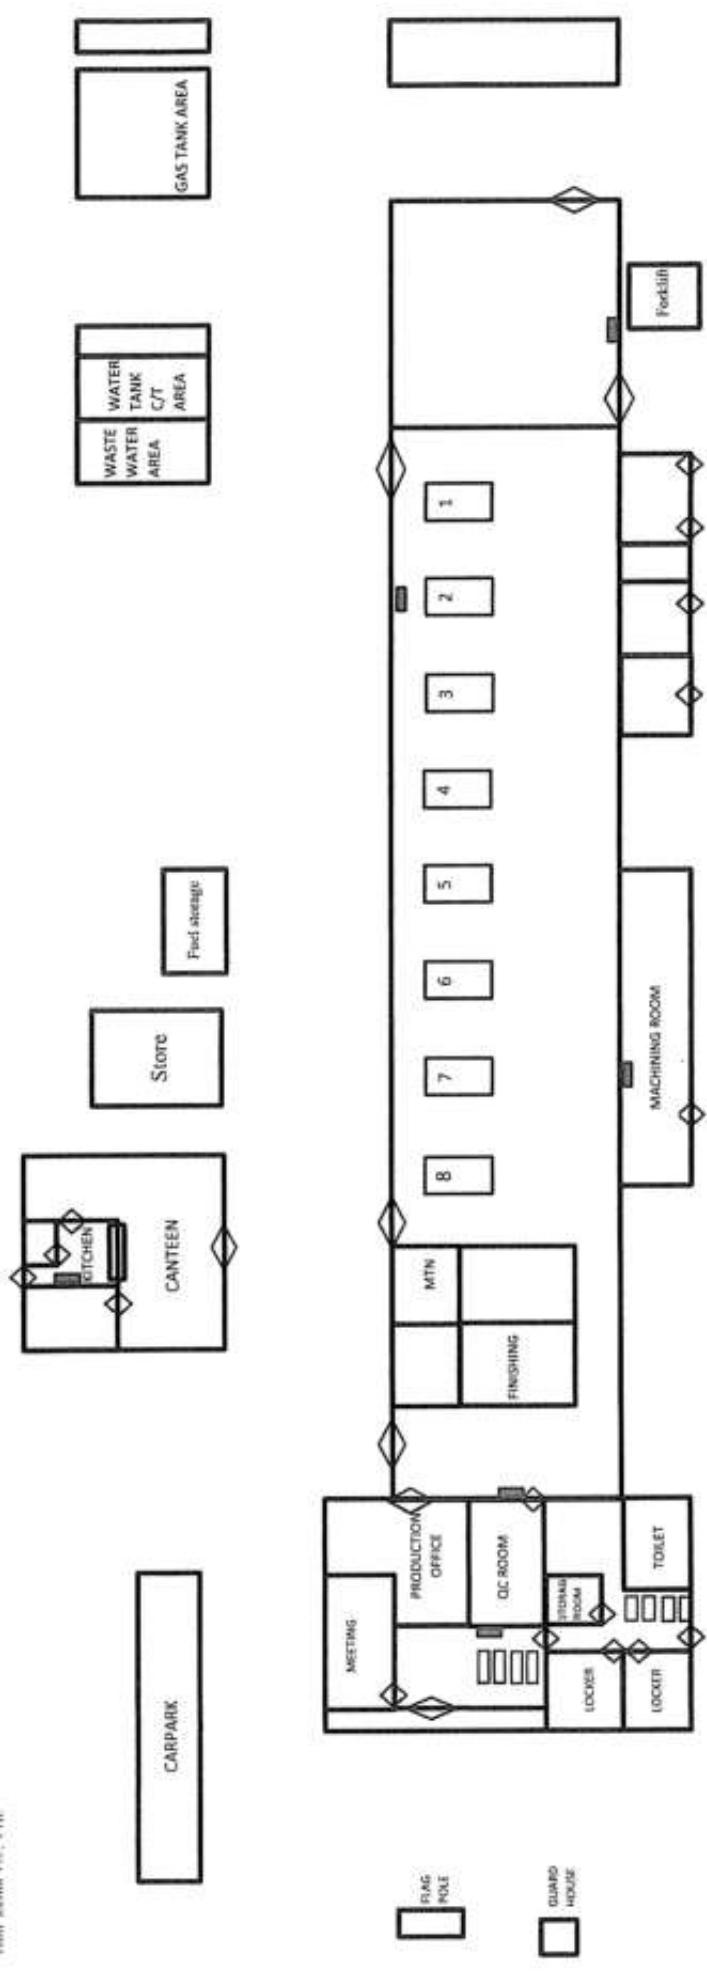 GAS TANK AREA
WASTE
WATER
AREA
WATER
TANK
C/T
AREA
Forklift
1
2
3
4
5
6
7
8
Fuel storage
Store
KITCHEN
CANTEEN
MACHINING ROOM
MTN
FINISHING
CARPARK
MEETING
PRODUCTION
OFFICE
QC ROOM
STORAG
ROOM
TOILET
LOCKER
LOCKER
FLAG
POLE
GUARD
HOUSE